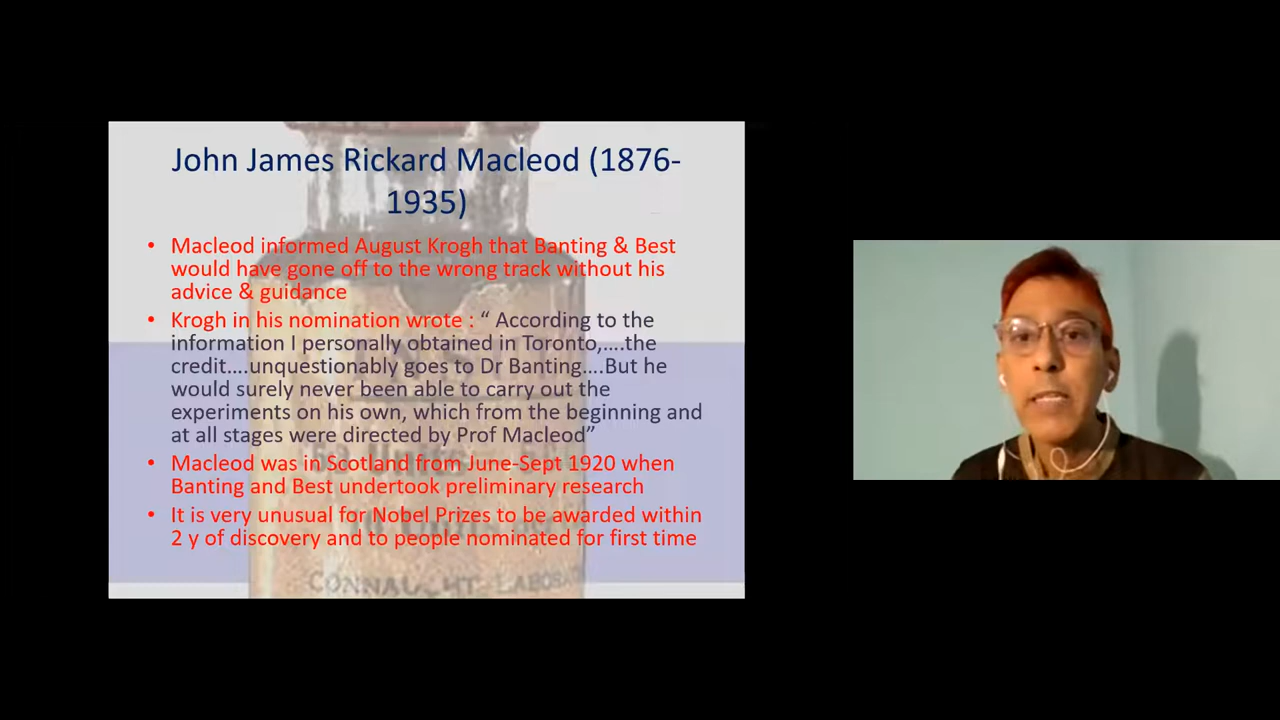 John James Rickard Macleod (1876-
1935)
• Macleod informed August Krogh that Banting & Best
would have gone off to the wrong track without his
advice & guidance
• Krogh in his nomination wrote : “ According to the
information I personally obtained in Toronto,….the
credit….unquestionably goes to Dr Banting….But he
would surely never been able to carry out the
experiments on his own, which from the beginning and
at all stages were directed by Prof Macleod”
• Macleod was in Scotland from June-Sept 1920 when
Banting and Best undertook preliminary research
• It is very unusual for Nobel Prizes to be awarded within
2 y of discovery and to people nominated for first time
CONNAUGHT